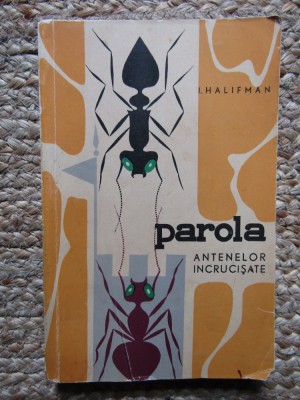 I. HALIFMAN
parola
ANTENELOR
INCRUCIȘATE